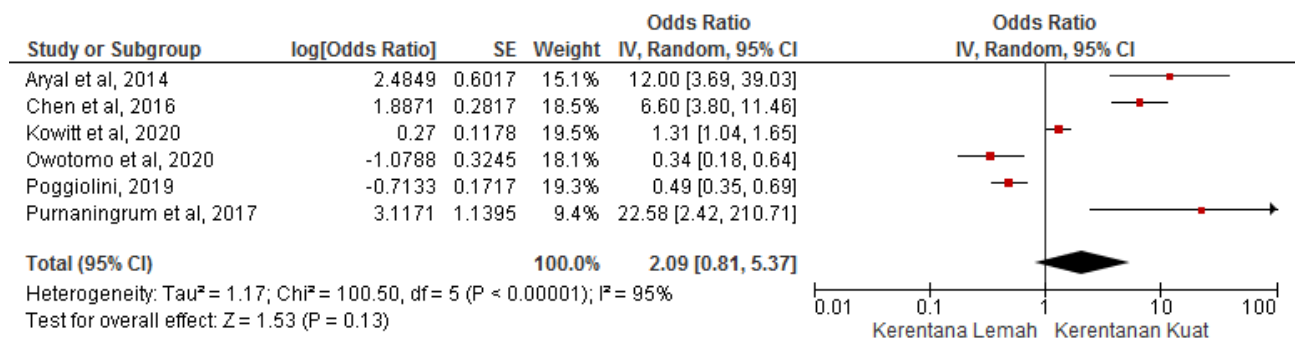 Odds Ratio Odds Ratio
Study or Subgroup log[Odds Ratio] SE Weight IV, Random, 95% CI IV, Random, 95% CI
Aryal et al, 2014 2.4849 0.6017 15.1% 12.00 [3.69, 39.03]
Chen et al, 2016 1.8871 0.2817 18.5% 6.60 [3.80, 11.46]
Kowitt et al, 2020 0.27 0.1178 19.5% 1.31 [1.04, 1.65]
Owotomo et al, 2020 -1.0788 0.3245 18.1% 0.34 [0.18, 0.64]
Poggiolini, 2019 -0.7133 0.1717 19.3% 0.49 [0.35, 0.69]
Purnaningrum et al, 2017 3.1171 1.1395 9.4% 22.58 [2.42, 210.71]
Total (95% CI) 100.0% 2.09 [0.81, 5.37]
Heterogeneity: Tau² = 1.17; Chi² = 100.50, df = 5 (P < 0.00001); I² = 95%
Test for overall effect: Z = 1.53 (P = 0.13)
0.01 0.1 1 10 100
Kerentana Lemah Kerentanan Kuat